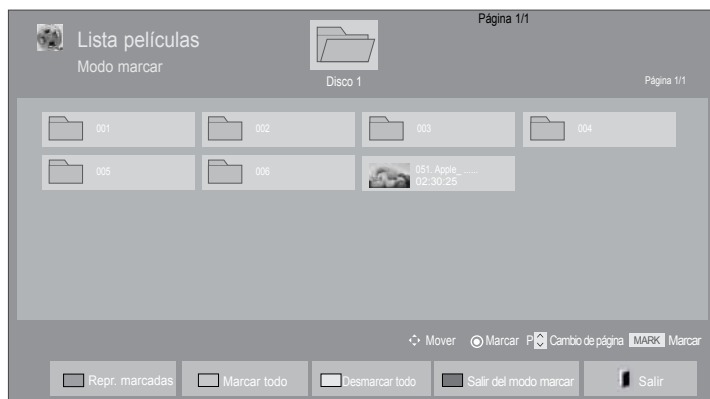 Página 1/1
Lista películas
Modo marcar
Disco 1
Página 1/1
001
002
003
004
005
006
051. Apple_ ......
02:30:25
Mover
Marcar
P Cambio de página
MARK Marcar
Repr. marcadas
Marcar todo
Desmarcar todo
Salir del modo marcar
Salir